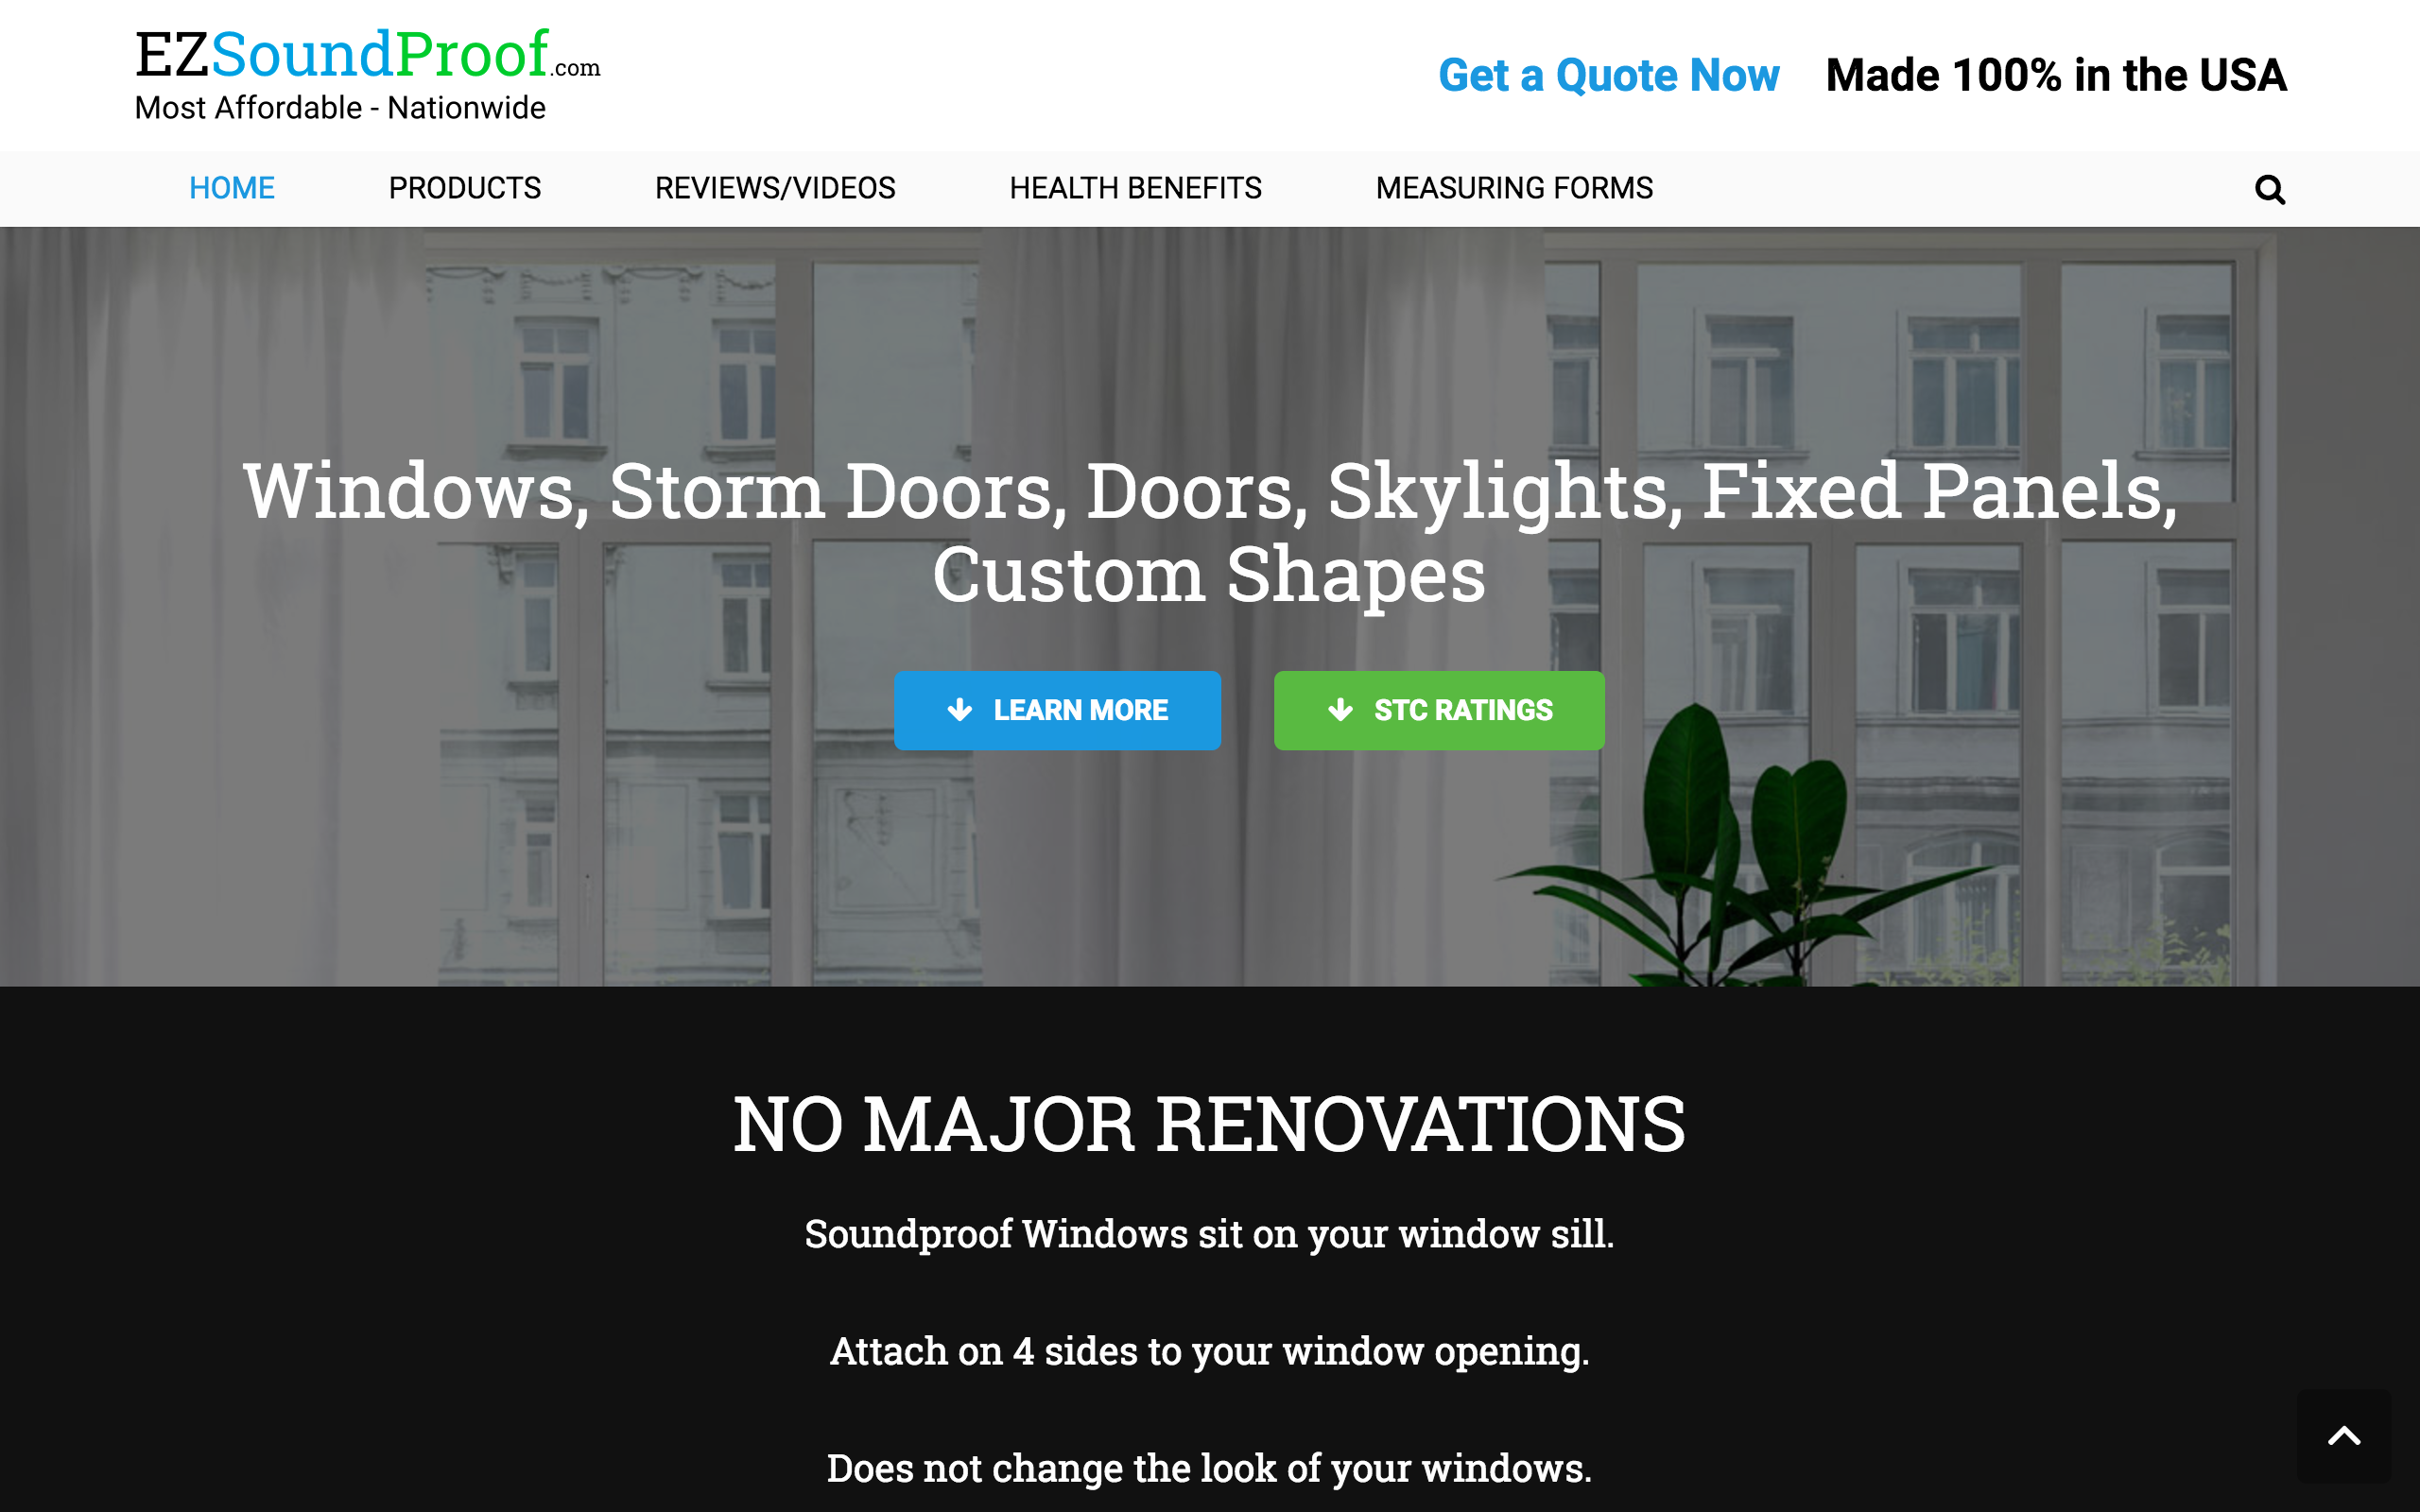 EZSoundProof.com
Most Affordable - Nationwide
Get a Quote Now
Made 100% in the USA
HOME
PRODUCTS
REVIEWS/VIDEOS
HEALTH BENEFITS
MEASURING FORMS
Windows, Storm Doors, Doors, Skylights, Fixed Panels,
Custom Shapes
LEARN MORE
STC RATINGS
NO MAJOR RENOVATIONS
Soundproof Windows sit on your window sill.
Attach on 4 sides to your window opening.
Does not change the look of your windows.